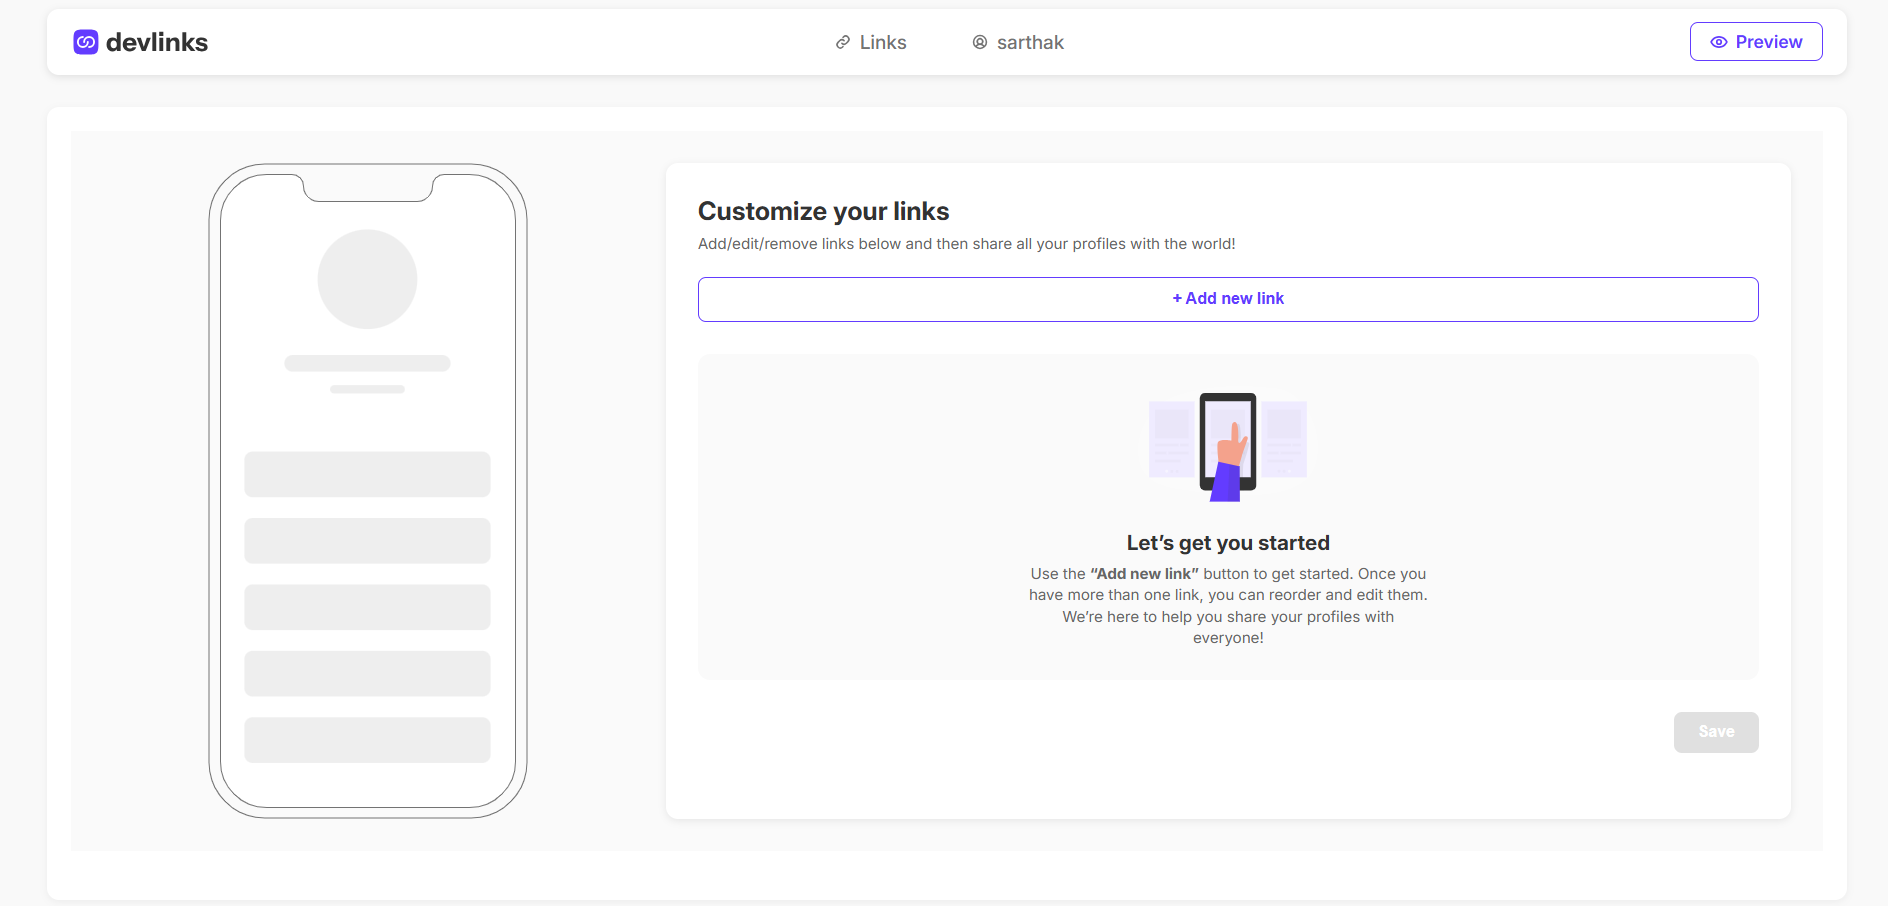 devlinks
Links
sarthak
Preview
Customize your links
Add/edit/remove links below and then share all your profiles with the world!
+ Add new link
Let’s get you started
Use the “Add new link” button to get started. Once you
have more than one link, you can reorder and edit them.
We’re here to help you share your profiles with
everyone!
Save